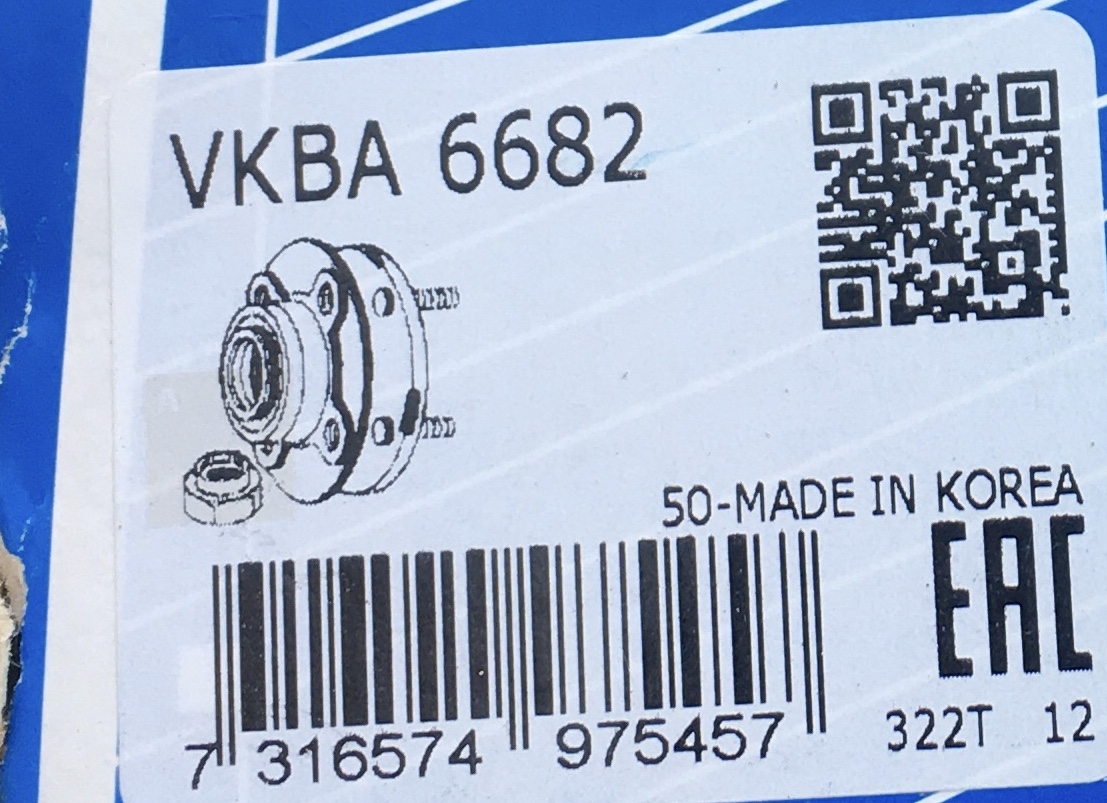 VKBA 6682
50-MADE IN KOREA
EAC
7 316574 975457
322T 12